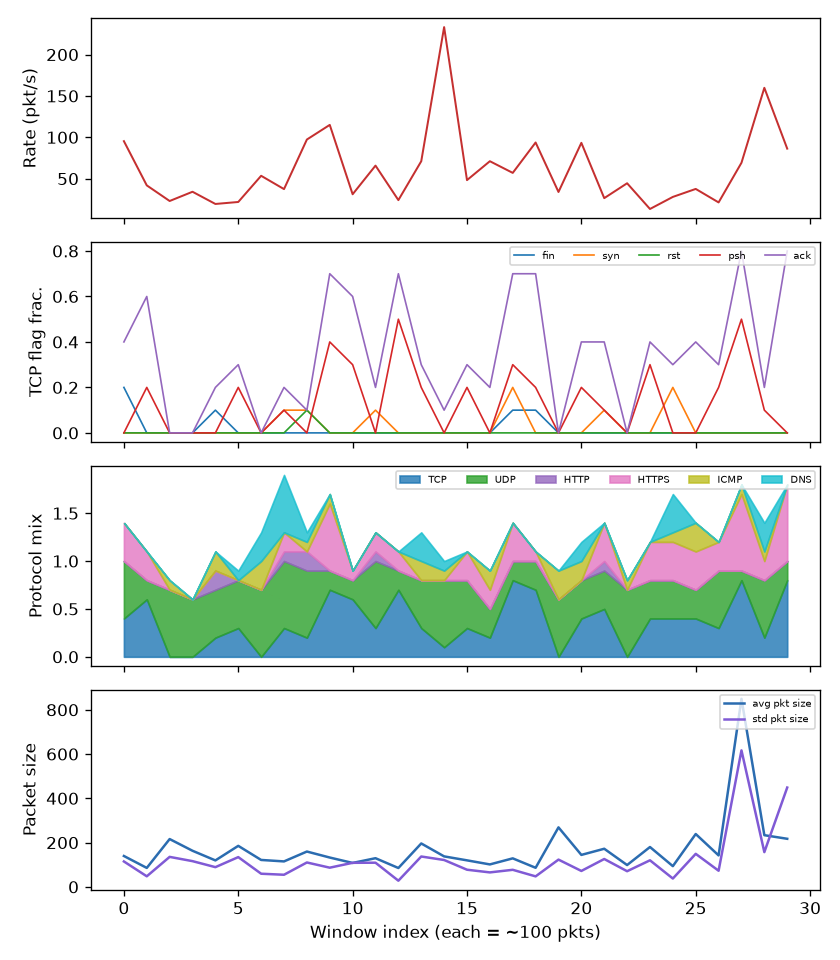 200
150
100
50
Rate (pkt/s)
0.8
0.6
0.4
0.2
0.0
TCP flag frac.
fin syn rst psh ack
1.5
1.0
0.5
0.0
Protocol mix
TCP UDP HTTP HTTPS ICMP DNS
800
600
400
200
0
Packet size
avg pkt size
std pkt size
0 5 10 15 20 25 30
Window index (each = ~100 pkts)